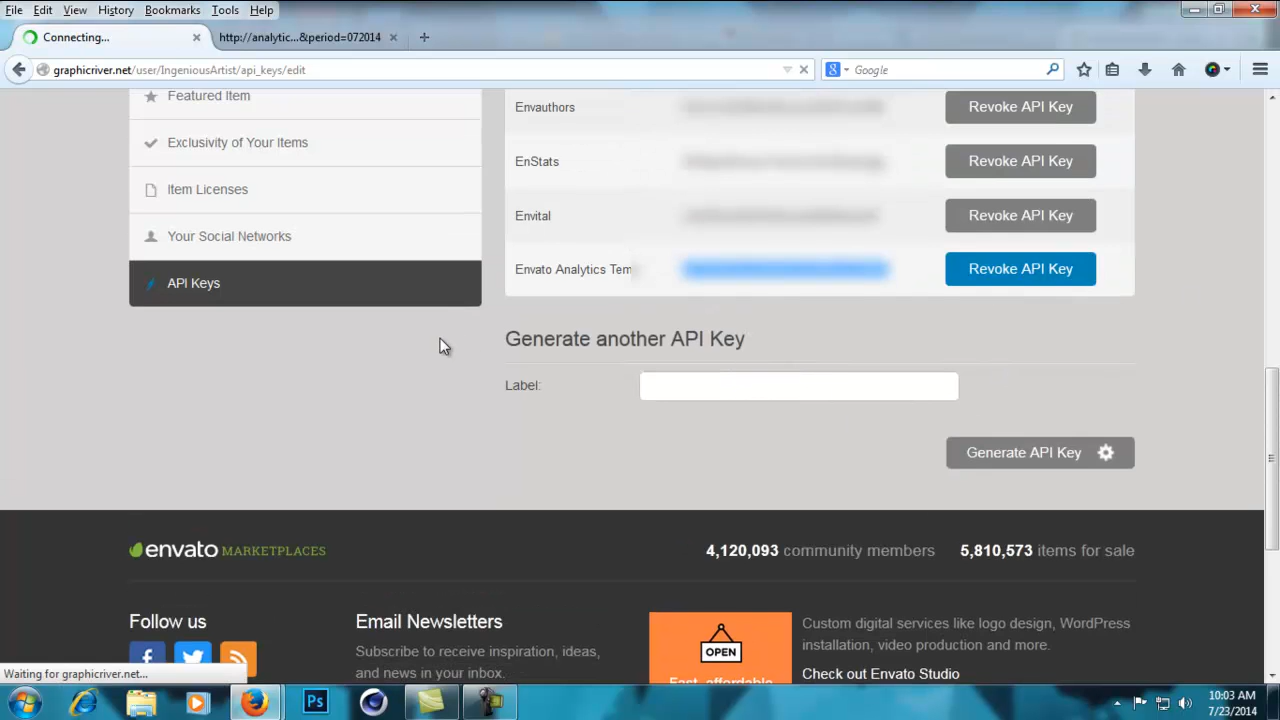 File Edit View History Bookmarks Tools Help
Connecting... http://analytic...&period=072014
graphicriver.net/user/IngeniousArtist/api_keys/edit Google
Featured Item
Exclusivity of Your Items
Item Licenses
Your Social Networks
API Keys
Envauthors Revoke API Key
EnStats Revoke API Key
Envital Revoke API Key
Envato Analytics Tem Revoke API Key
Generate another API Key
Label:
Generate API Key
envato MARKETPLACES 4,120,093 community members 5,810,573 items for sale
Follow us
Email Newsletters
Subscribe to receive inspiration, ideas,
and news in your inbox.
OPEN
Fast, affordable
Custom digital services like logo design, WordPress
installation, video production and more.
Check out Envato Studio
Waiting for graphicriver.net...
Ps
10:03 AM
7/23/2014